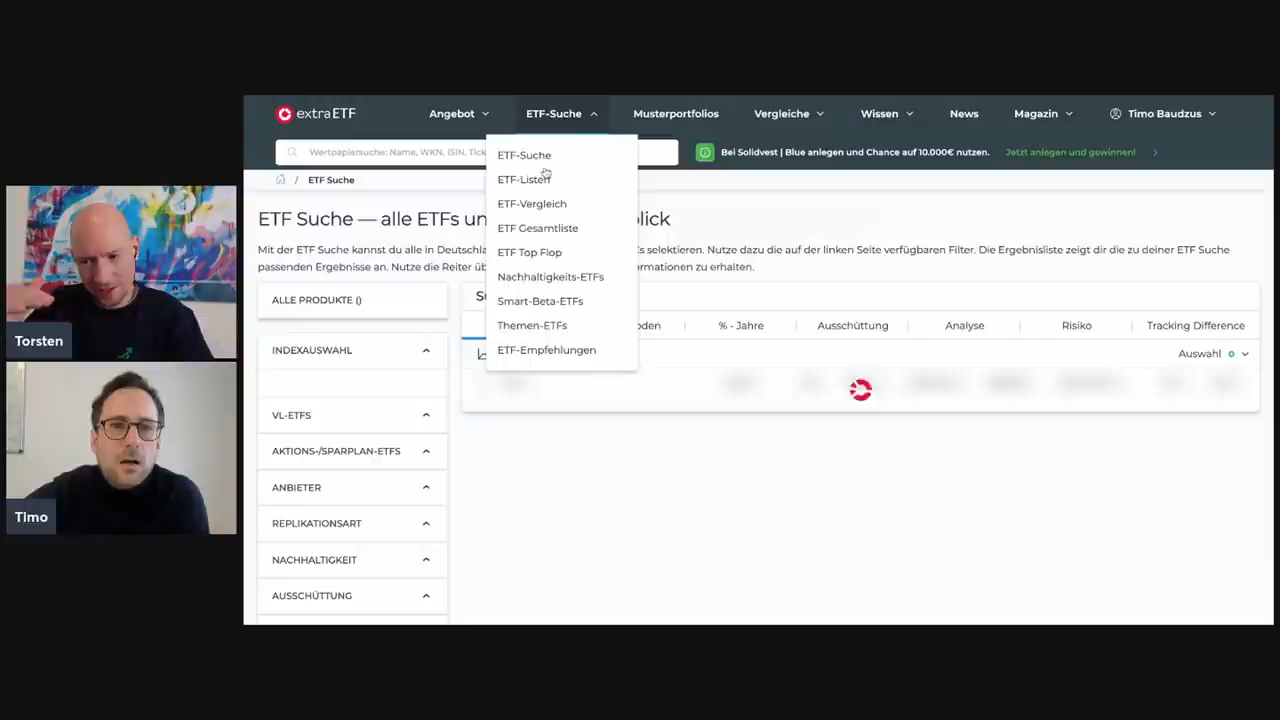 extraETF
Angebot
ETF-Suche
Musterportfolios
Vergleiche
Wissen
News
Magazin
Timo Baudzus
Wertpapiersuche: Name, WKN, ISIN, Tick
Bei Solidvest | Blue anlegen und Chance auf 10.000€ nutzen.
Jetzt anlegen und gewinnen!
/ ETF Suche
ETF-Suche
ETF-Listen
ETF-Vergleich
ETF Gesamtliste
ETF Top Flop
Nachhaltigkeits-ETFs
Smart-Beta-ETFs
Themen-ETFs
ETF-Empfehlungen
ETF Suche — alle ETFs un lick
Mit der ETF Suche kannst du alle in Deutschla Fs selektieren. Nutze dazu die auf der linken Seite verfügbaren Filter. Die Ergebnisliste zeigt dir die zu deiner ETF Suche
passenden Ergebnisse an. Nutze die Reiter üb ormationen zu erhalten.
ALLE PRODUKTE ()
INDEXAUSWAHL
VL-ETFS
AKTIONS-/SPARPLAN-ETFS
ANBIETER
REPLIKATIONSART
NACHHALTIGKEIT
AUSSCHÜTTUNG
oden
% - Jahre
Ausschüttung
Analyse
Risiko
Tracking Difference
Auswahl 0
Torsten
Timo